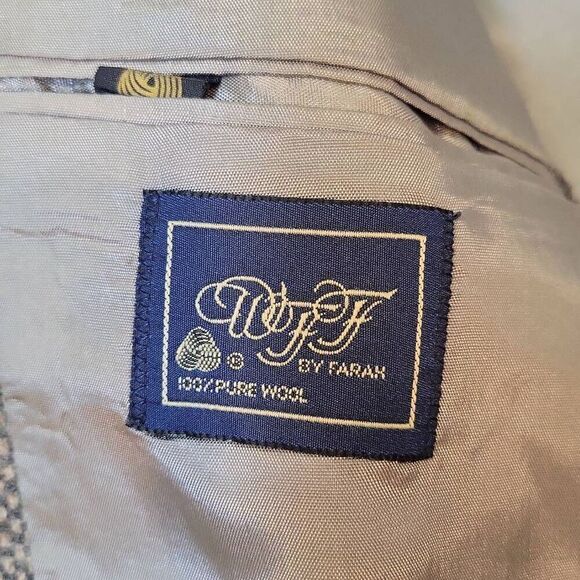 WFF
BY FARAH
®
100% PURE WOOL